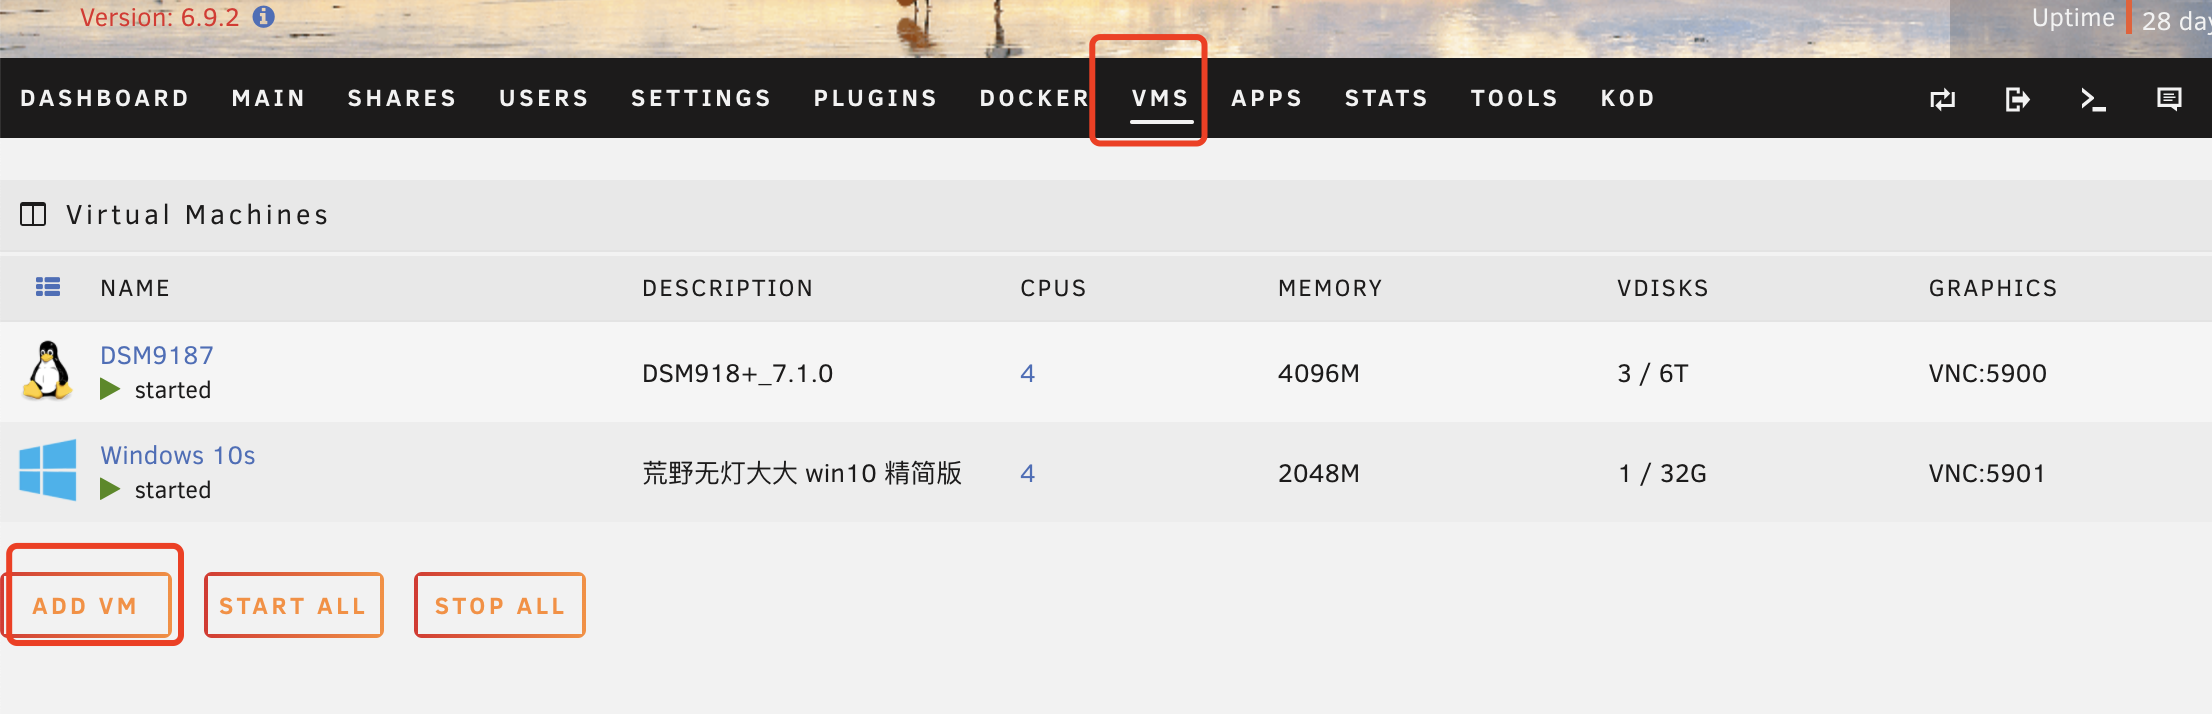 Version: 6.9.2
Uptime 28 day
DASHBOARD MAIN SHARES USERS SETTINGS PLUGINS DOCKER VMS APPS STATS TOOLS KOD
Virtual Machines
NAME DESCRIPTION CPUS MEMORY VDISKS GRAPHICS
DSM9187
started
DSM918+_7.1.0 4 4096M 3 / 6T VNC:5900
Windows 10s
started
荒野无灯大大 win10 精简版 4 2048M 1 / 32G VNC:5901
ADD VM START ALL STOP ALL